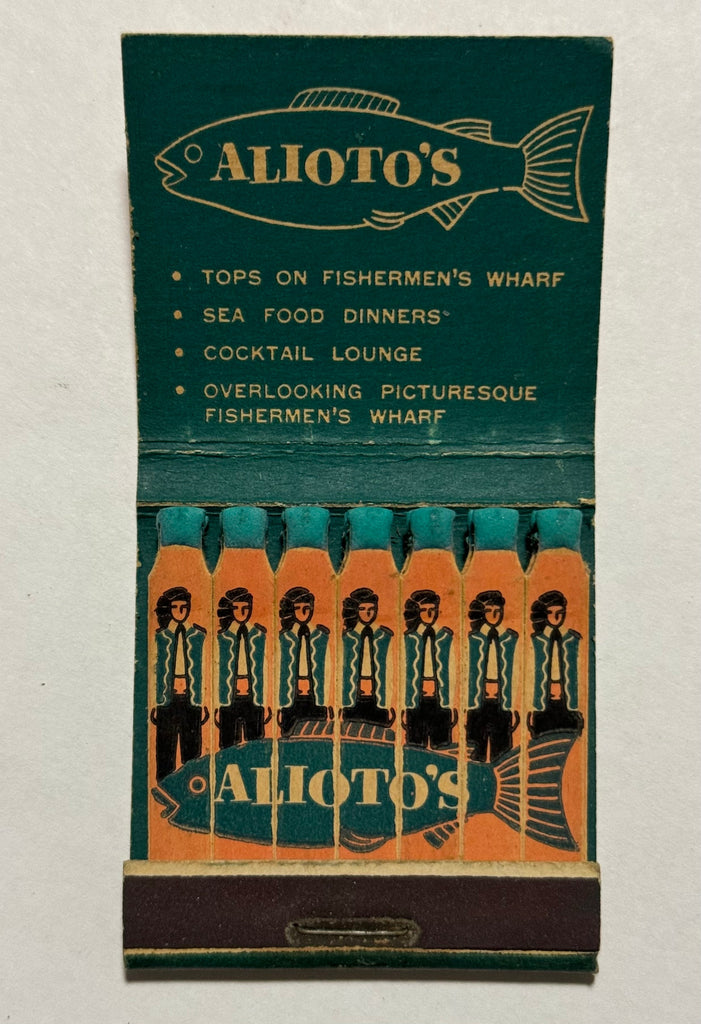 ALIOTO'S
• TOPS ON FISHERMEN'S WHARF
• SEA FOOD DINNERS
• COCKTAIL LOUNGE
• OVERLOOKING PICTURESQUE
FISHERMEN'S WHARF
ALIOTO'S